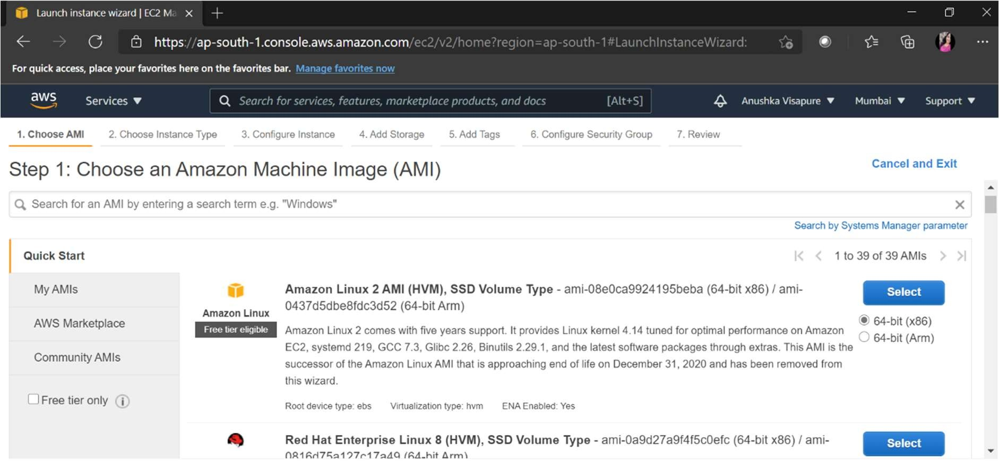 Launch instance wizard | EC2 Ma
https://ap-south-1.console.aws.amazon.com/ec2/v2/home?region=ap-south-1#LaunchInstanceWizard:
For quick access, place your favorites here on the favorites bar. Manage favorites now
aws Services Search for services, features, marketplace products, and docs [Alt+S] Anushka Visapure Mumbai Support
1. Choose AMI 2. Choose Instance Type 3. Configure Instance 4. Add Storage 5. Add Tags 6. Configure Security Group 7. Review
Step 1: Choose an Amazon Machine Image (AMI)
Cancel and Exit
Search for an AMI by entering a search term e.g. "Windows"
Search by Systems Manager parameter
Quick Start
1 to 39 of 39 AMIs
My AMIs
AWS Marketplace
Community AMIs
Free tier only
Amazon Linux
Free tier eligible
Amazon Linux 2 AMI (HVM), SSD Volume Type - ami-08e0ca9924195beba (64-bit x86) / ami-
0437d5dbe8fdc3d52 (64-bit Arm)
Amazon Linux 2 comes with five years support. It provides Linux kernel 4.14 tuned for optimal performance on Amazon
EC2, systemd 219, GCC 7.3, Glibc 2.26, Binutils 2.29.1, and the latest software packages through extras. This AMI is the
successor of the Amazon Linux AMI that is approaching end of life on December 31, 2020 and has been removed from
this wizard.
Root device type: ebs Virtualization type: hvm ENA Enabled: Yes
Select
64-bit (x86)
64-bit (Arm)
Red Hat Enterprise Linux 8 (HVM), SSD Volume Type - ami-0a9d27a9f4f5c0efc (64-bit x86) / ami-
0816d75a127c17a49 (64-bit Arm)
Select